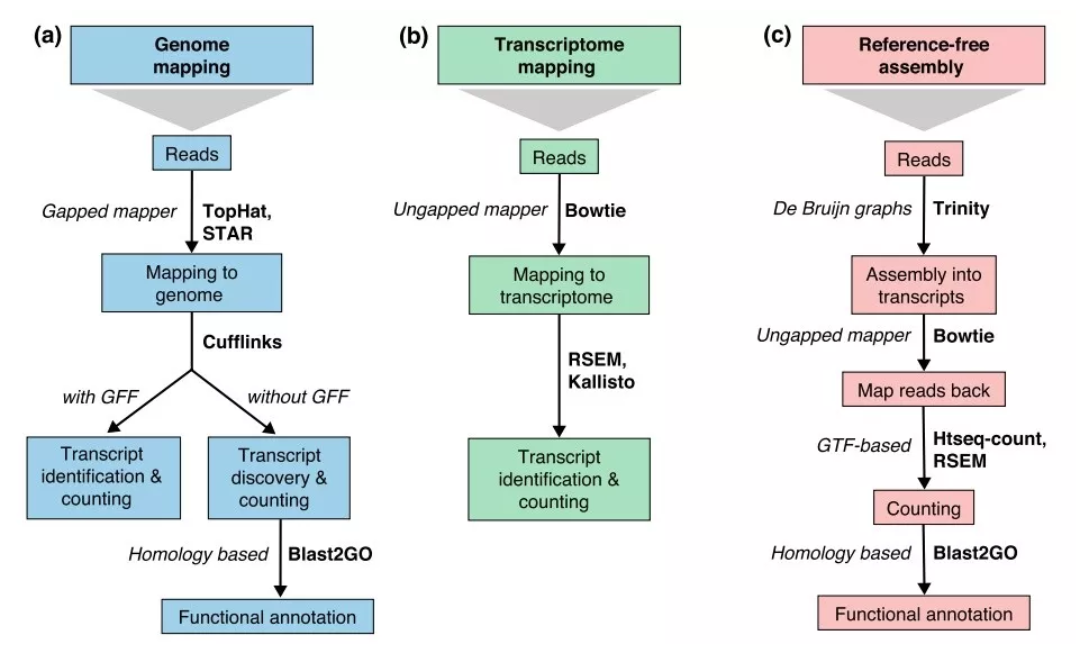 (a)
Genome
mapping
Reads
Gapped mapper
TopHat,
STAR
Mapping to
genome
Cufflinks
with GFF
without GFF
Transcript
identification &
counting
Transcript
discovery &
counting
Homology based
Blast2GO
Functional annotation
(b)
Transcriptome
mapping
Reads
Ungapped mapper
Bowtie
Mapping to
transcriptome
RSEM,
Kallisto
Transcript
identification &
counting
(c)
Reference-free
assembly
Reads
De Bruijn graphs
Trinity
Assembly into
transcripts
Ungapped mapper
Bowtie
Map reads back
GTF-based
Htseq-count,
RSEM
Counting
Homology based
Blast2GO
Functional annotation